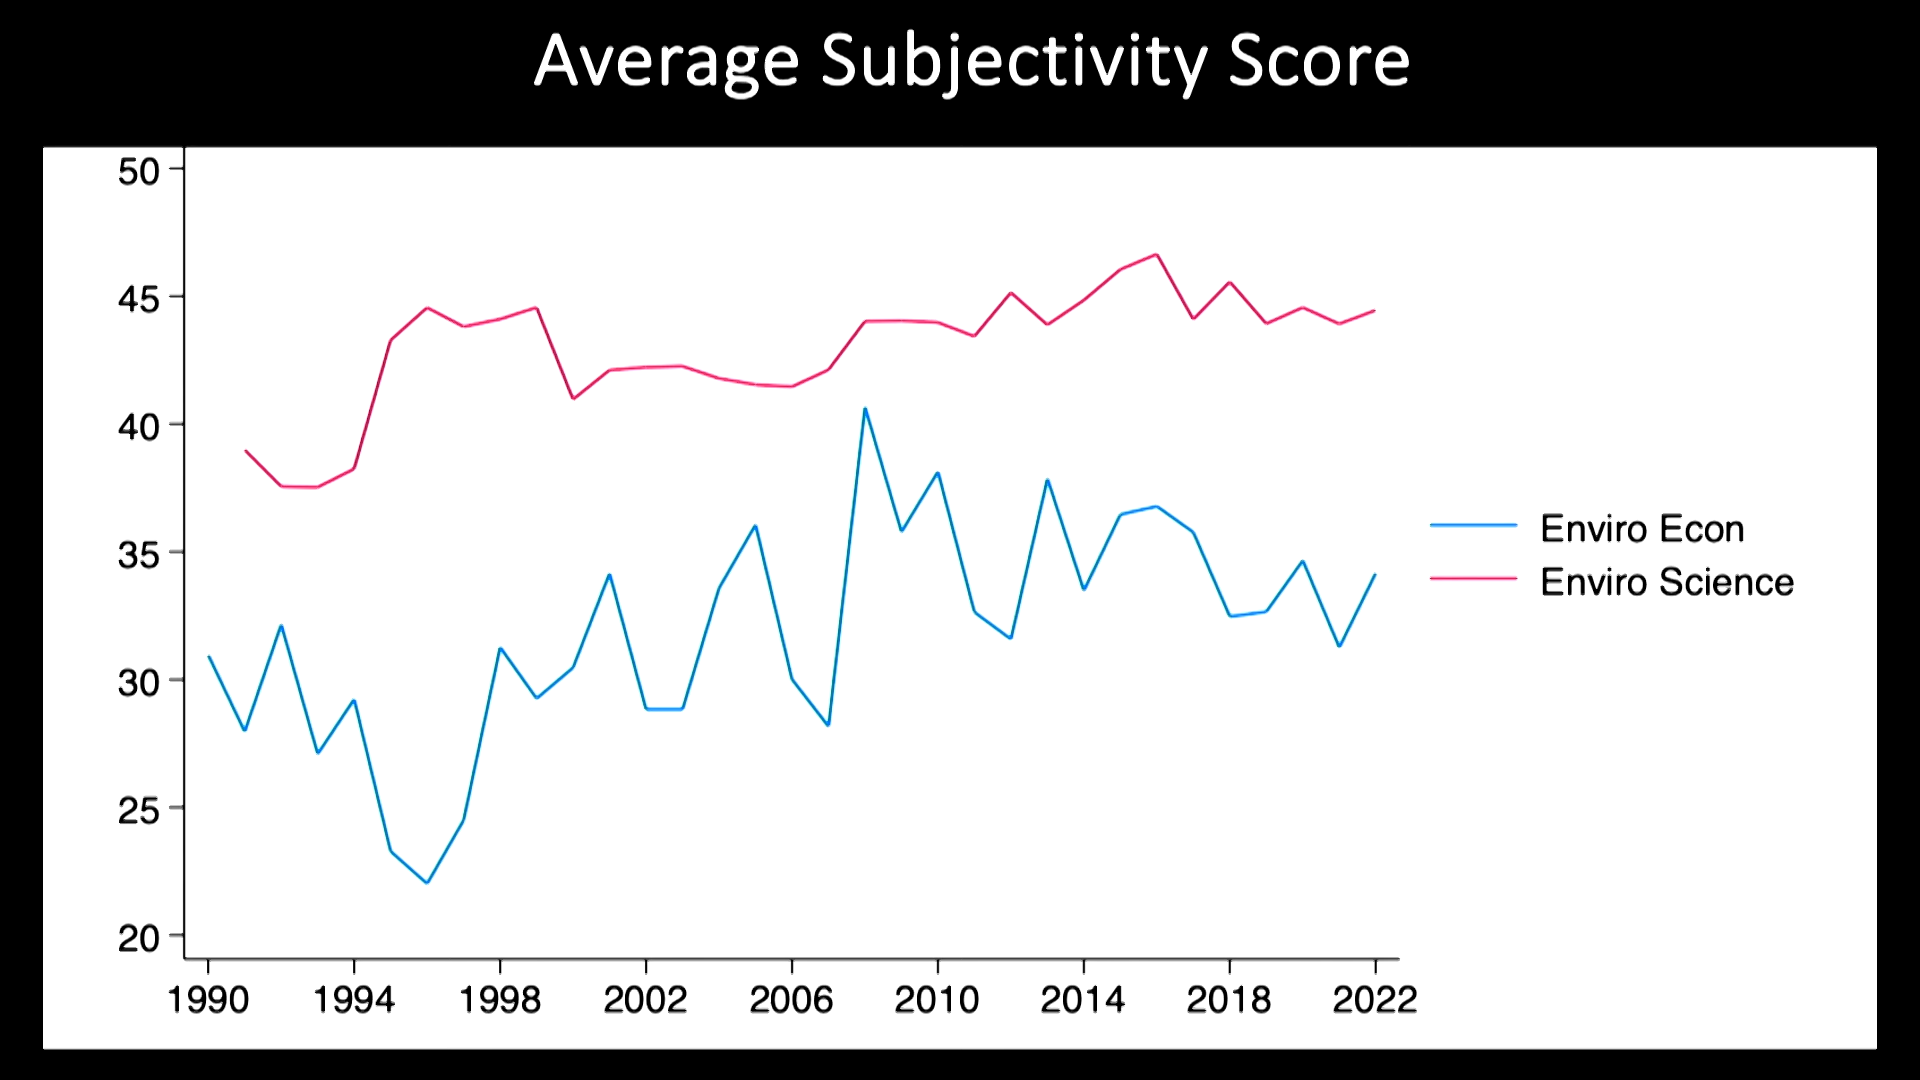 Average Subjectivity Score
50
45
40
35
30
25
20
1990 1994 1998 2002 2006 2010 2014 2018 2022
Enviro Econ
Enviro Science